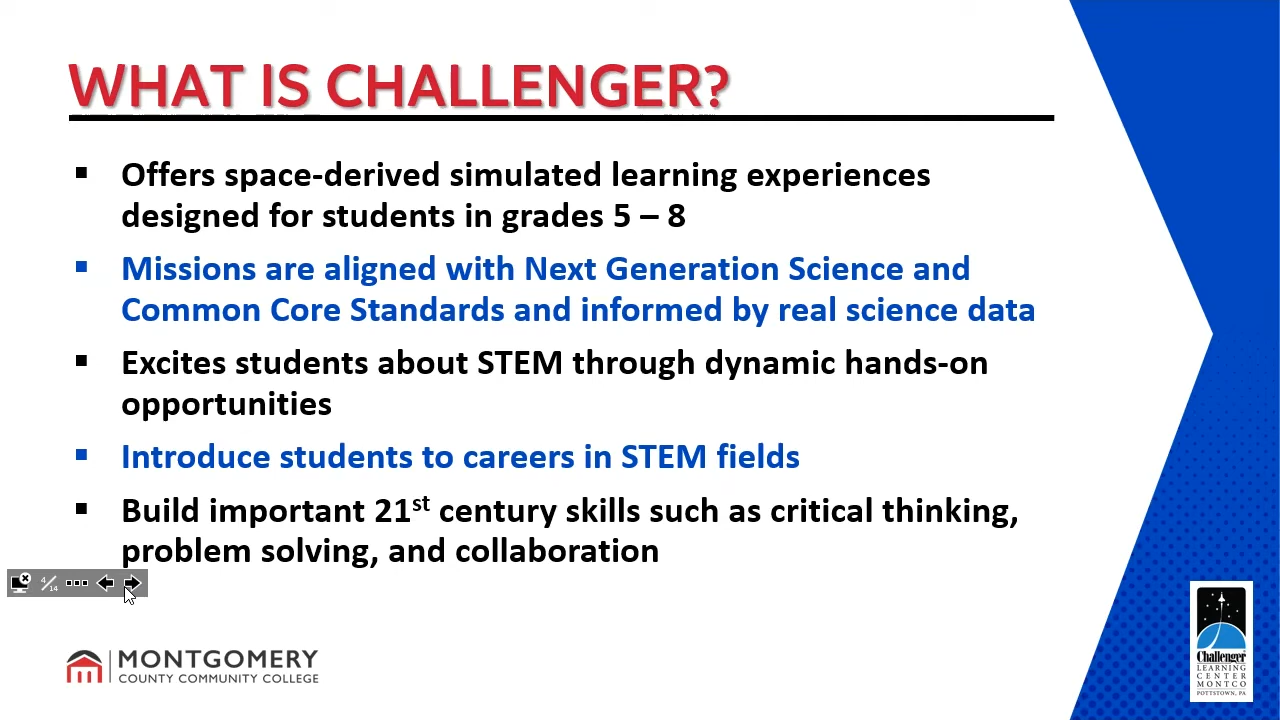 WHAT IS CHALLENGER?
▪ Offers space-derived simulated learning experiences
designed for students in grades 5 – 8
▪ Missions are aligned with Next Generation Science and
Common Core Standards and informed by real science data
▪ Excites students about STEM through dynamic hands-on
opportunities
▪ Introduce students to careers in STEM fields
▪ Build important 21st century skills such as critical thinking,
problem solving, and collaboration
4/14
MONTGOMERY
COUNTY COMMUNITY COLLEGE
Challenger
LEARNING
CENTER
MONTCO
POTTSTOWN, PA